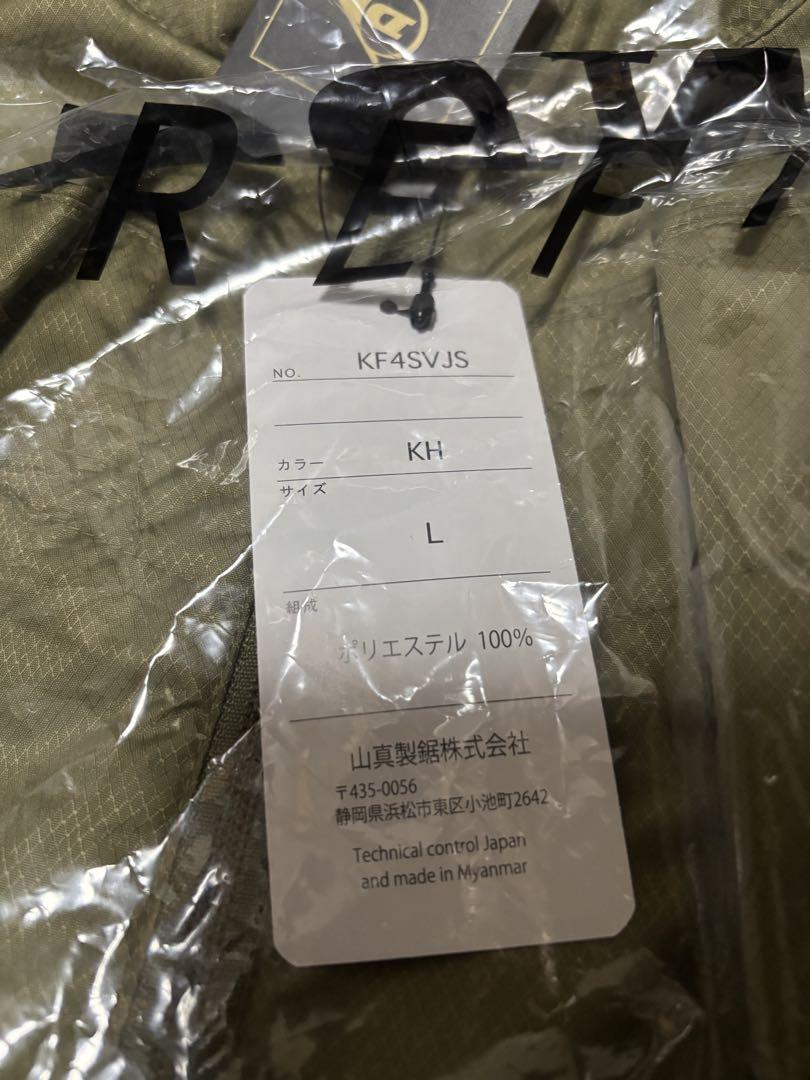 NO. KF4SVJS
カラー KH
サイズ
L
組成
ポリエステル 100%
山真製鋸株式会社
〒435-0056
静岡県浜松市東区小池町2642
Technical control Japan
and made in Myanmar